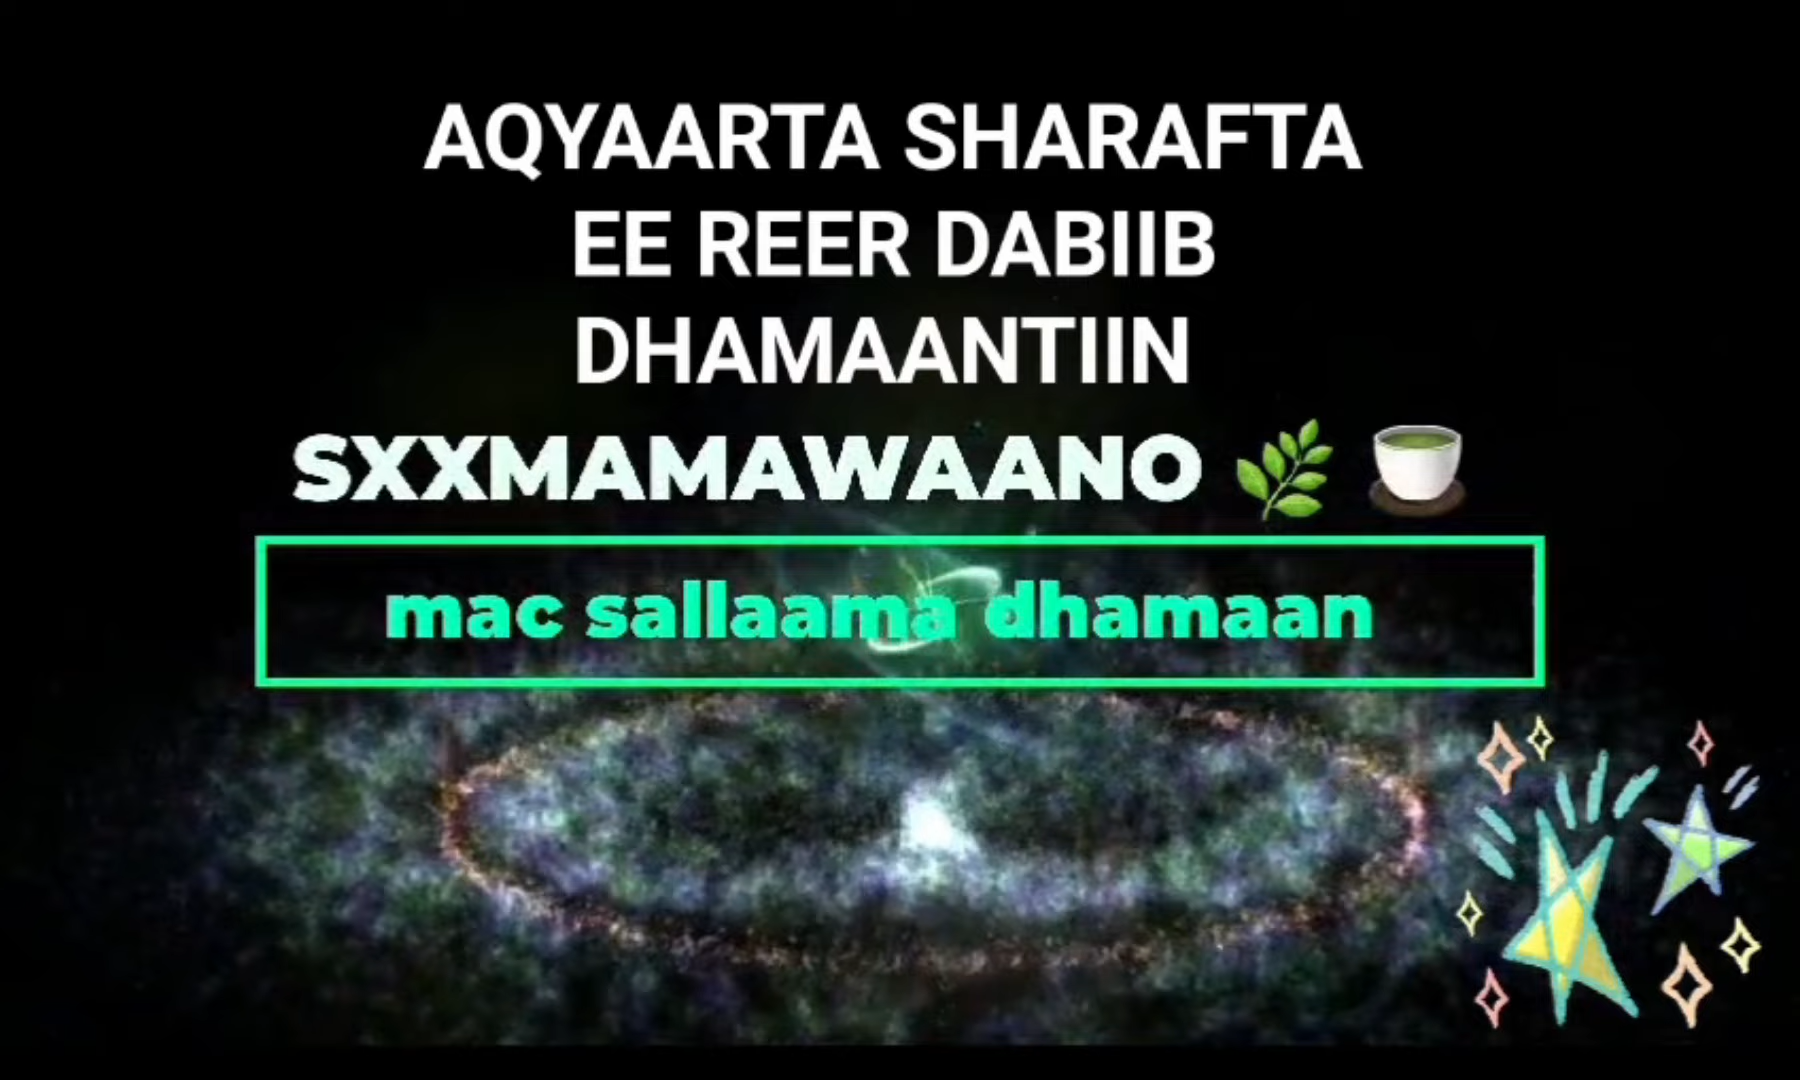 AQYAARTA SHARAFTA
EE REER DABIIB
DHAMAANTIIN
SXXMAMAWAANO 🌿 🍵
mac sallaama dhamaan